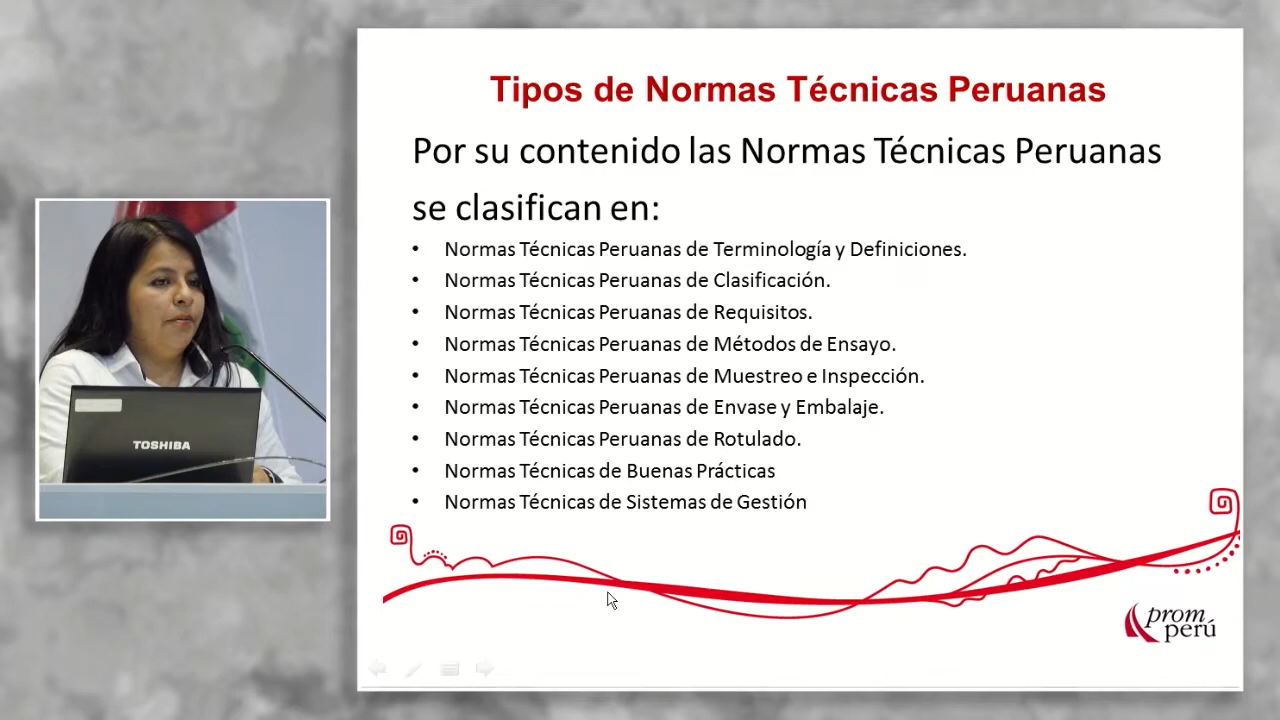 Tipos de Normas Técnicas Peruanas
Por su contenido las Normas Técnicas Peruanas
se clasifican en:
• Normas Técnicas Peruanas de Terminología y Definiciones.
• Normas Técnicas Peruanas de Clasificación.
• Normas Técnicas Peruanas de Requisitos.
• Normas Técnicas Peruanas de Métodos de Ensayo.
• Normas Técnicas Peruanas de Muestreo e Inspección.
• Normas Técnicas Peruanas de Envase y Embalaje.
• Normas Técnicas Peruanas de Rotulado.
• Normas Técnicas de Buenas Prácticas
• Normas Técnicas de Sistemas de Gestión
TOSHIBA
prom
perú